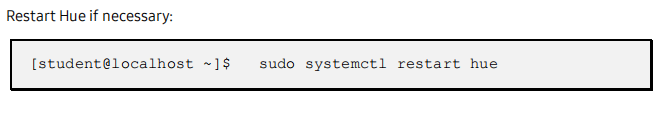 Restart Hue if necessary:
[student@localhost ~]$   sudo systemctl restart hue